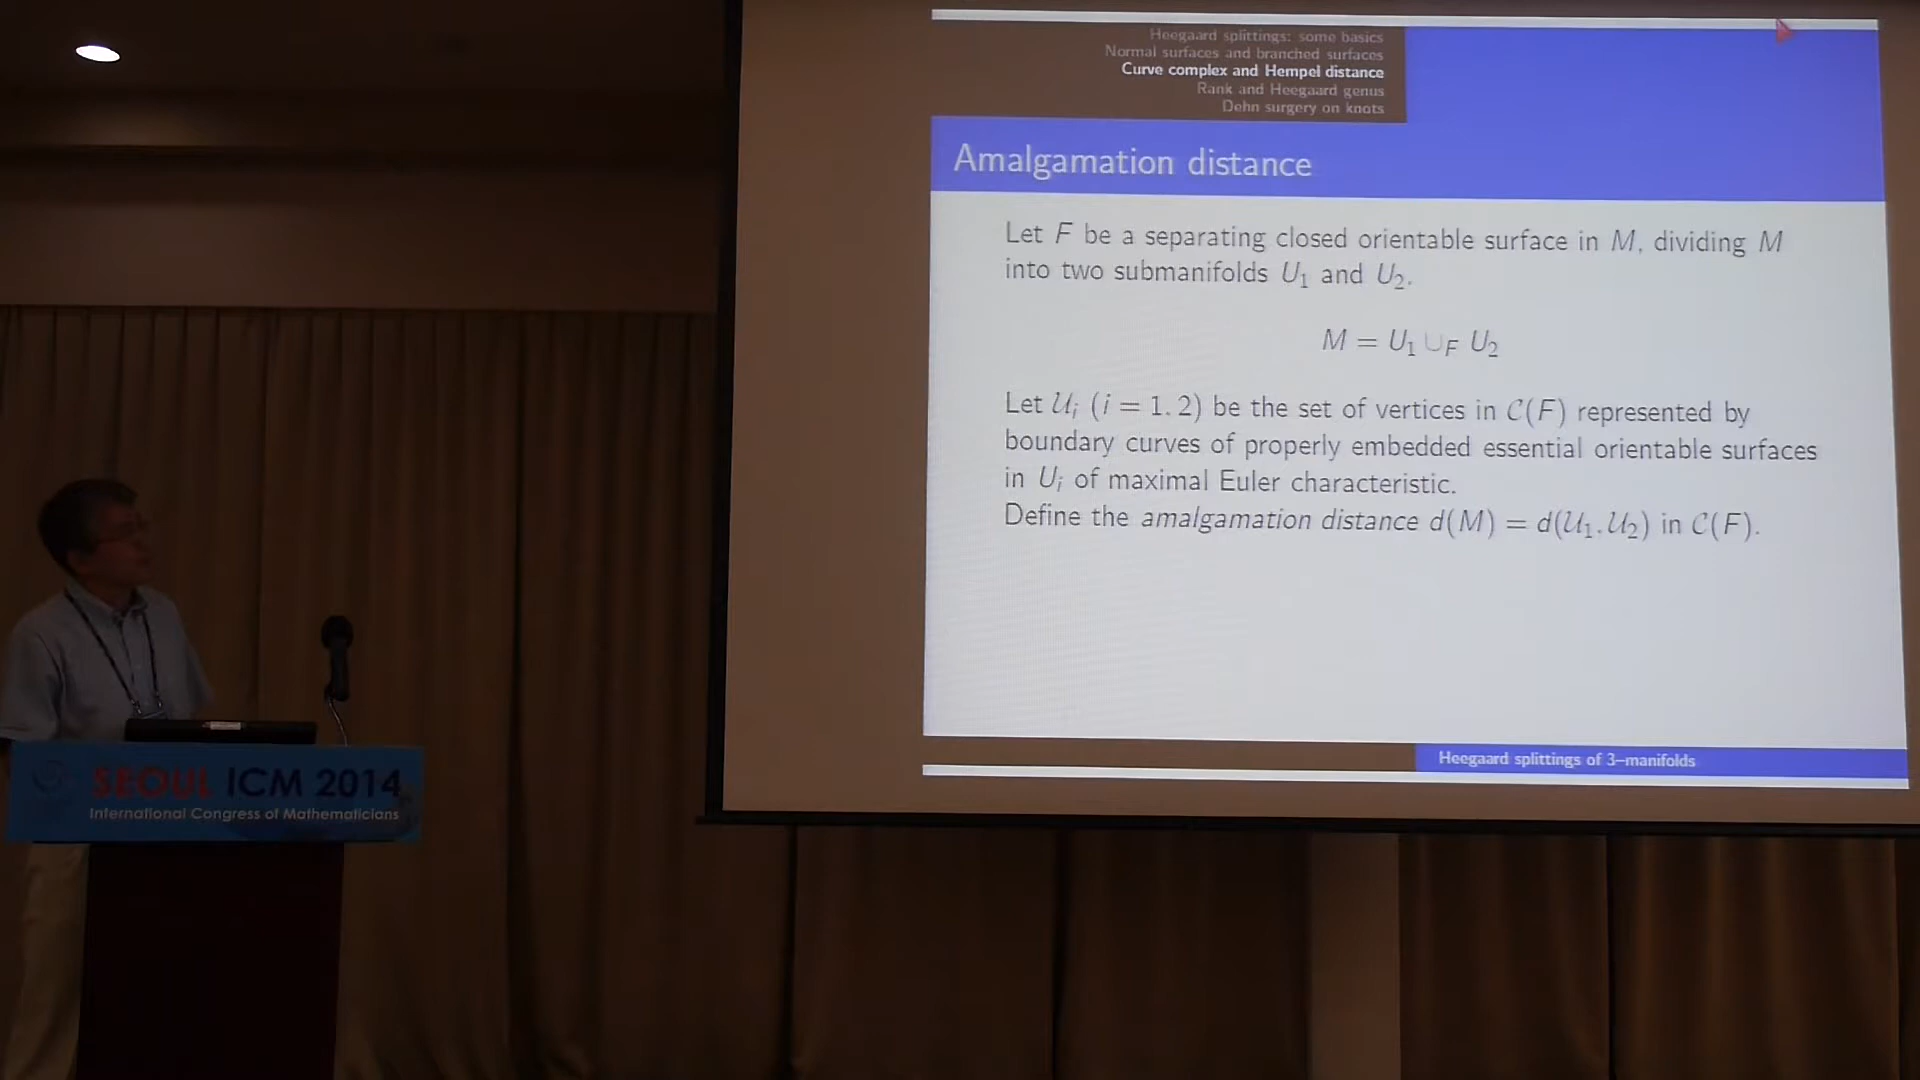 Heegaard splittings: some basics
Normal surfaces and branched surfaces
Curve complex and Hempel distance
Rank and Heegaard genus
Dehn surgery on knots
Amalgamation distance
Let F be a separating closed orientable surface in M, dividing M
into two submanifolds U₁ and U₂.
M = U₁ ∪_F U₂
Let 𝒰ᵢ (i = 1, 2) be the set of vertices in 𝒞(F) represented by
boundary curves of properly embedded essential orientable surfaces
in Uᵢ of maximal Euler characteristic.
Define the amalgamation distance d(M) = d(𝒰₁, 𝒰₂) in 𝒞(F).
Heegaard splittings of 3–manifolds
SEOUL ICM 2014
International Congress of Mathematicians